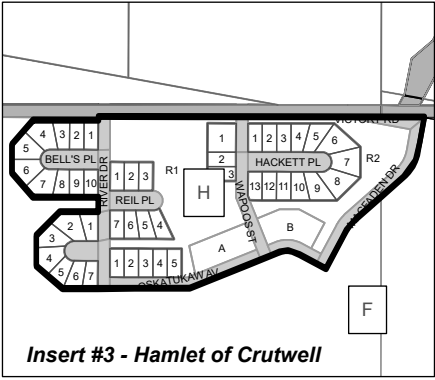 VICTORY RD
4 3 2 1
5
BELL'S PL
6
7 8 9 10
RIVER DR
1 2 3
REIL PL
7 6 5 4
R1
H
1
2
3
WAPOOS ST
1 2 3 4 5 6
HACKETT PL
7
13 12 11 10 9 8
R2
MACFADEN DR
3 2 1
4
5 6 7
1 2 3 4 5
OSKATUKAW AV
A
B
F
Insert #3 - Hamlet of Crutwell